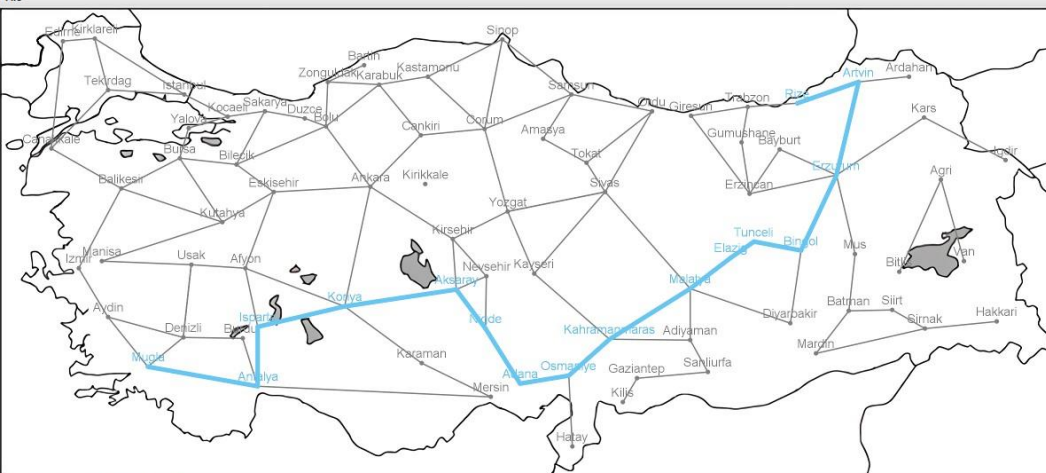 Sinop
Edirne
Kirklareli
Bartin
Zonguldak
Karabuk
Kastamonu
Artvin
Ardahan
Tekirdag
Istanbul
Samsun
Rize
Kocaeli
Sakarya
Duzce
Ordu
Giresun
Trabzon
Kars
Yalova
Bolu
Cankiri
Corum
Amasya
Gumushane
Bayburt
Canakkale
Bursa
Bilecik
Tokat
Igdir
Balikesir
Eskisehir
Ankara
Kirikkale
Sivas
Erzincan
Erzurum
Agri
Kutahya
Yozgat
Kirsehir
Tunceli
Elazig
Bingol
Mus
Van
Izmir
Manisa
Usak
Afyon
Nevsehir
Kayseri
Bitlis
Aksaray
Malatya
Konya
Aydin
Isparta
Nigde
Diyarbakir
Batman
Siirt
Hakkari
Denizli
Burdur
Kahramanmaras
Adiyaman
Sirnak
Mardin
Mugla
Karaman
Antalya
Adana
Osmaniye
Gaziantep
Sanliurfa
Mersin
Kilis
Hatay